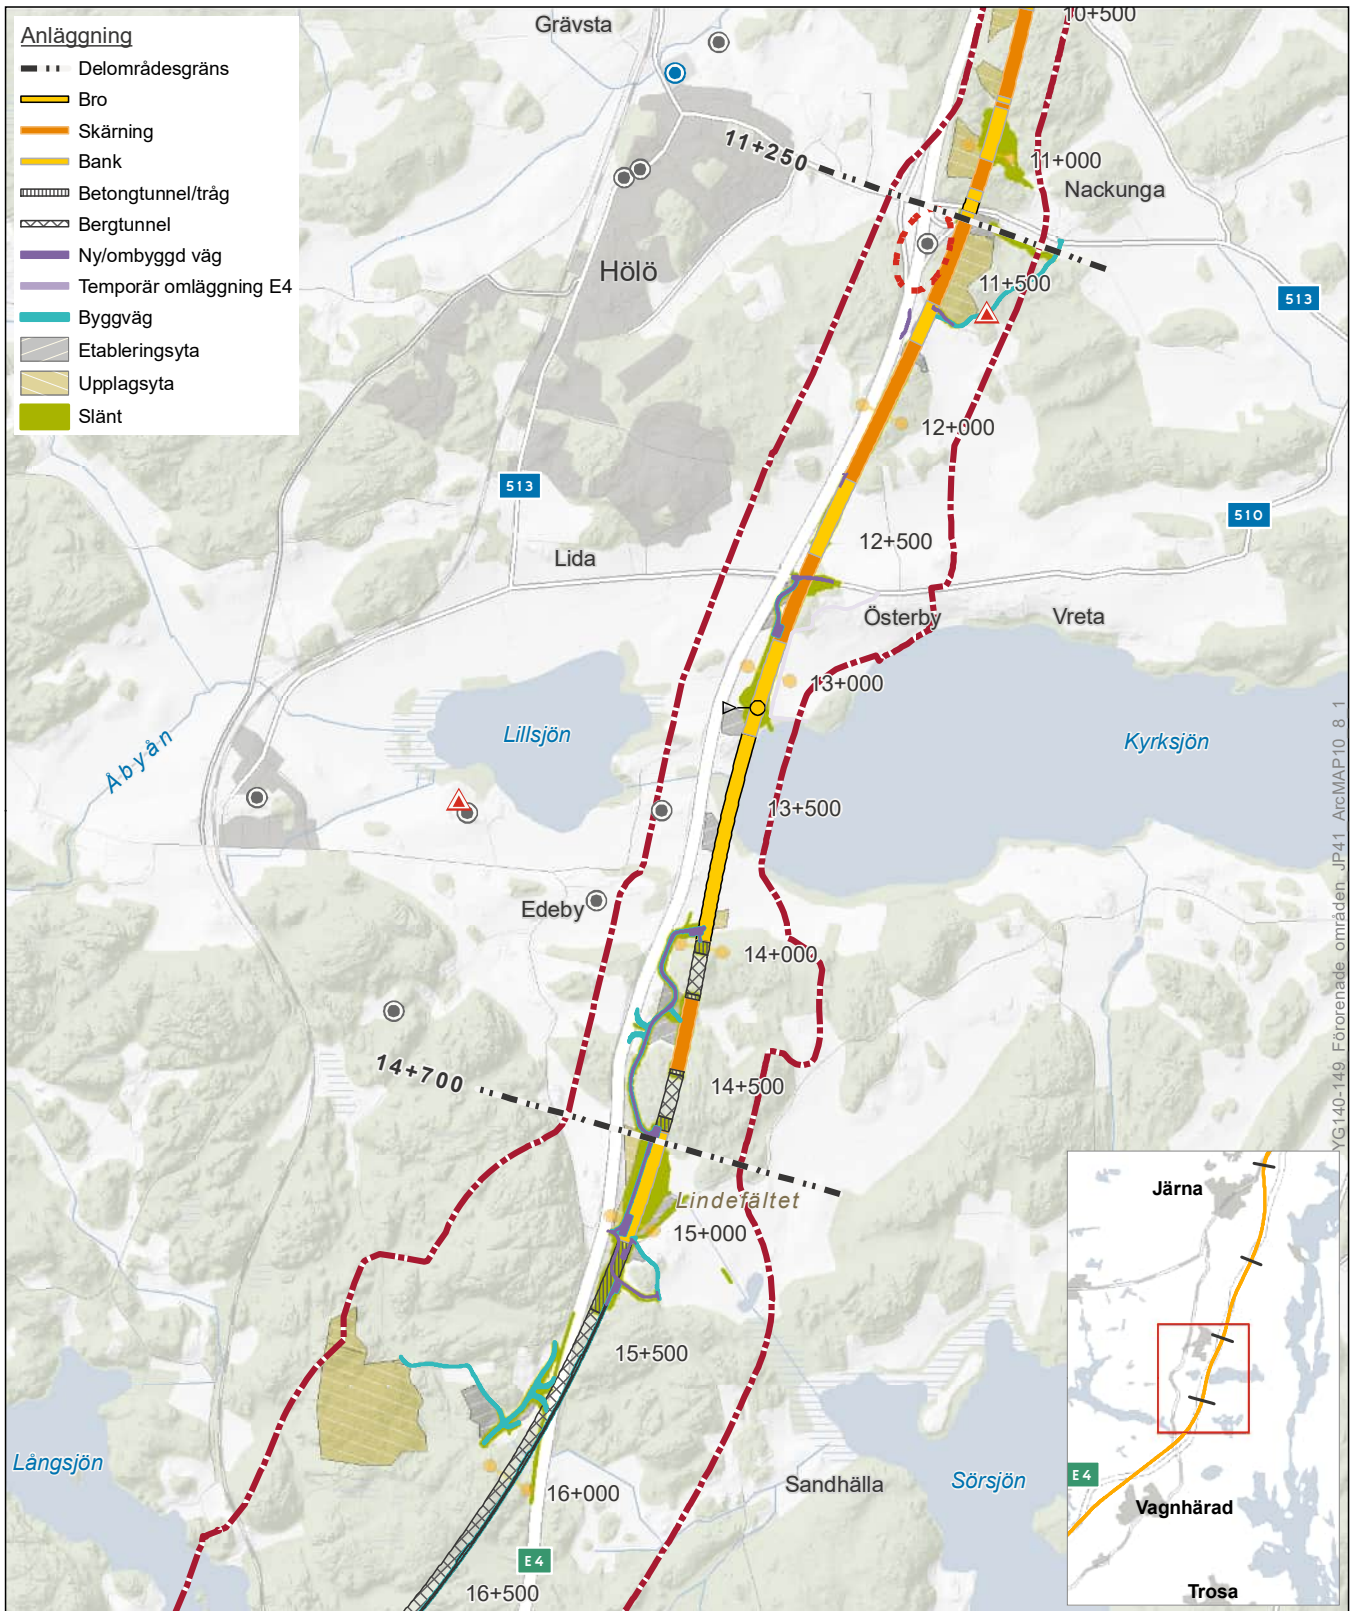 Anläggning
Delområdesgräns
Bro
Skärning
Bank
Betongtunnel/tråg
Bergtunnel
Ny/ombyggd väg
Temporär omläggning E4
Byggväg
Etableringsyta
Upplagsyta
Slänt
Grävsta
10+500
11+250
11+000
Nackunga
Hölö
11+500
513
12+000
513
510
12+500
Lida
Österby
Vreta
13+000
Lillsjön
Kyrksjön
Åbyån
13+500
Edeby
14+000
14+700
14+500
Lindefältet
15+000
15+500
Långsjön
Sandhälla
Sörsjön
16+000
E4
16+500
Järna
E4
Vagnhärad
Trosa
YG140-149 Förorenade områden JP41 ArcMAP10 8 1